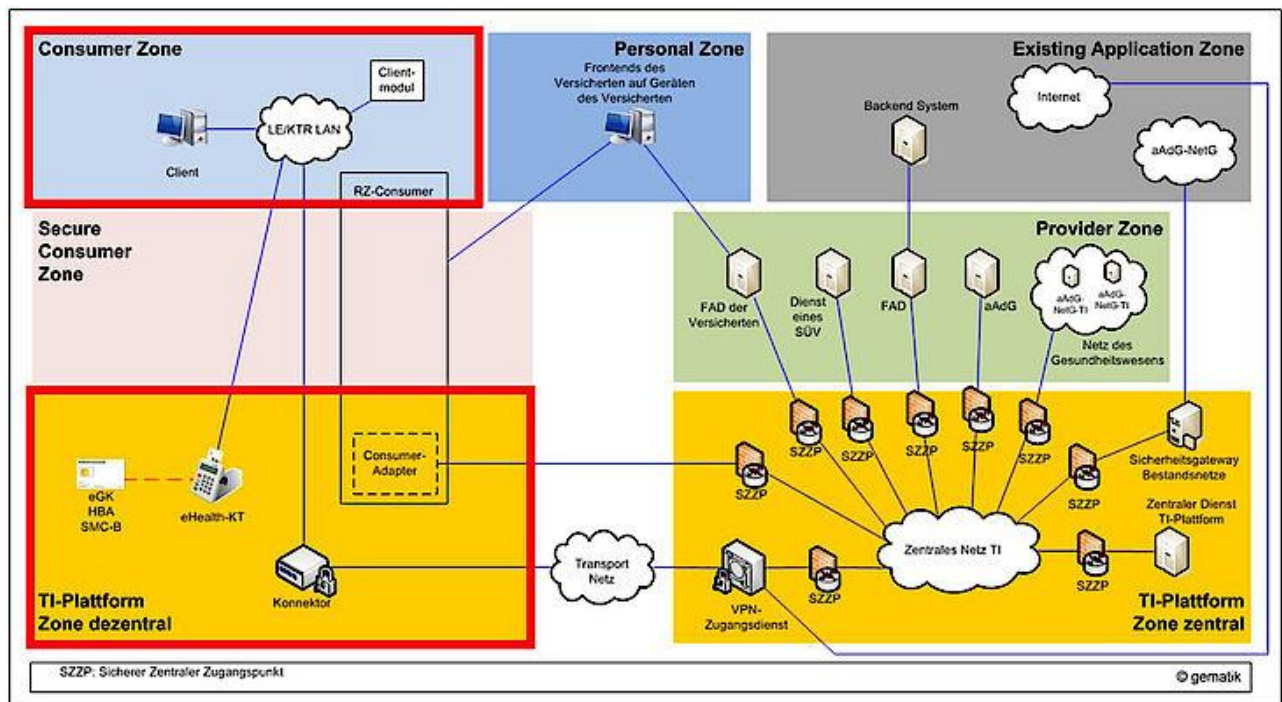 Consumer Zone
Client-
modul
LE/KTR LAN
Client
Personal Zone
Frontends des
Versicherten auf Geräten
des Versicherten
Existing Application Zone
Internet
Backend System
aAdG-NetG
RZ-Consumer
Secure
Consumer
Zone
Provider Zone
FAD der
Versicherten
Dienst
eines
SÜV
FAD
aAdG
aAdG-
NetG-TI
aAdG-
NetG-TI
Netz des
Gesundheitswesens
eGK
HBA
SMC-B
eHealth-KT
Consumer-
Adapter
Konnektor
TI-Plattform
Zone dezentral
Transport
Netz
SZZP
SZZP
SZZP
SZZP
SZZP
SZZP
SZZP
Sicherheitsgateway
Bestandsnetze
Zentraler Dienst
TI-Plattform
Zentrales Netz TI
SZZP
SZZP
VPN-
Zugangsdienst
TI-Plattform
Zone zentral
SZZP: Sicherer Zentraler Zugangspunkt
© gematik